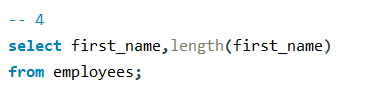 -- 4
select first_name,length(first_name)
from employees;